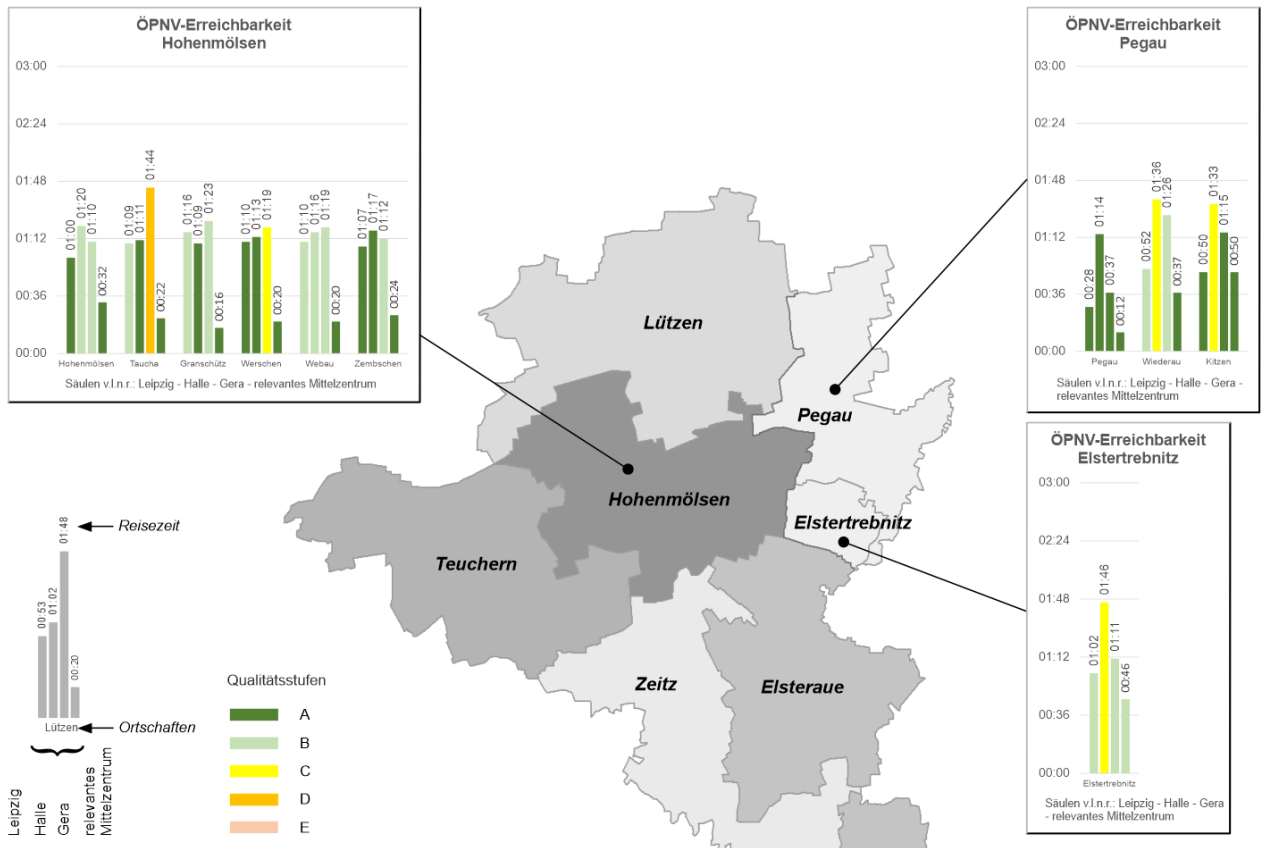 ÖPNV-Erreichbarkeit
Hohenmölsen
03:00
02:24
01:48
01:12
00:36
00:00
01:00
01:20
01:10
00:32
01:09
01:11
01:44
00:22
01:16
01:09
01:23
00:16
01:10
01:13
01:19
00:20
01:10
01:16
01:19
00:20
01:07
01:17
01:12
00:24
Hohenmölsen
Taucha
Granschütz
Werschen
Webau
Zembschen
Säulen v.l.n.r.: Leipzig - Halle - Gera - relevantes Mittelzentrum
ÖPNV-Erreichbarkeit
Pegau
03:00
02:24
01:48
01:12
00:36
00:00
00:28
01:14
00:37
00:12
00:52
01:36
01:26
00:37
00:50
01:33
01:15
00:50
Pegau
Wiederau
Kitzen
Säulen v.l.n.r.: Leipzig - Halle - Gera -
relevantes Mittelzentrum
ÖPNV-Erreichbarkeit
Elstertrebnitz
03:00
02:24
01:48
01:12
00:36
00:00
01:02
01:46
01:11
00:46
Elstertrebnitz
Säulen v.l.n.r.: Leipzig - Halle - Gera
- relevantes Mittelzentrum
Lützen
Pegau
Hohenmölsen
Elstertrebnitz
Teuchern
Zeitz
Elsteraue
00:53
01:02
01:48
00:20
Reisezeit
Lützen
Ortschaften
Leipzig
Halle
Gera
relevantes
Mittelzentrum
Qualitätsstufen
A
B
C
D
E